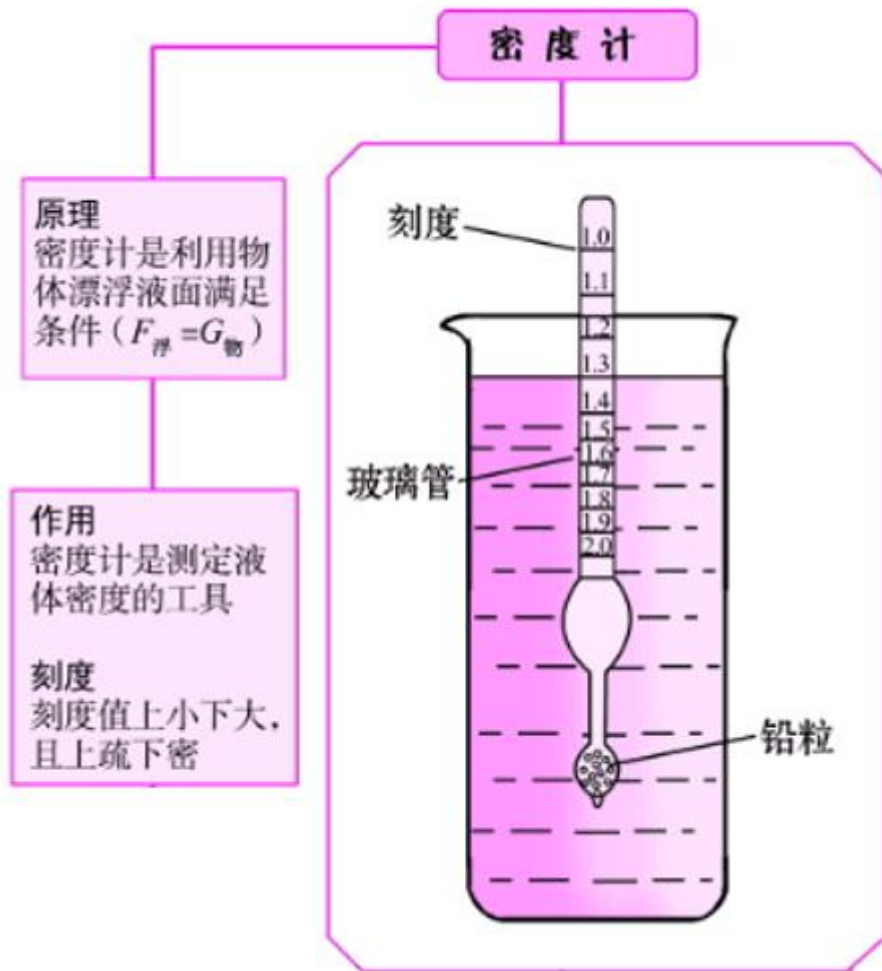 密度计
原理
密度计是利用物
体漂浮液面满足
条件（F浮=G物）
作用
密度计是测定液
体密度的工具
刻度
刻度值上小下大，
且上疏下密
刻度
1.0
1.1
1.2
1.3
1.4
1.5
1.6
1.7
1.8
1.9
2.0
玻璃管
铅粒